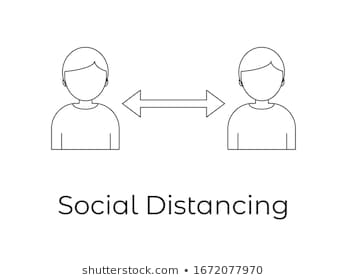 Social Distancing
shutterstock.com • 1672077970